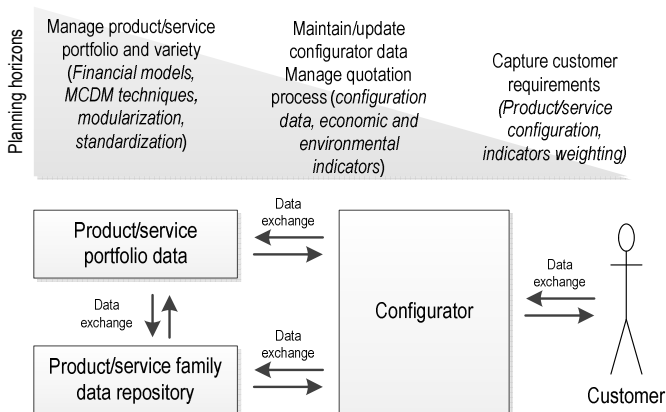 Planning horizons
Manage product/service
portfolio and variety
(Financial models,
MCDM techniques,
modularization,
standardization)
Maintain/update
configurator data
Manage quotation
process (configuration
data, economic and
environmental
indicators)
Capture customer
requirements
(Product/service
configuration,
indicators weighting)
Product/service
portfolio data
Data
exchange
Data
exchange
Product/service family
data repository
Data
exchange
Configurator
Data
exchange
Customer